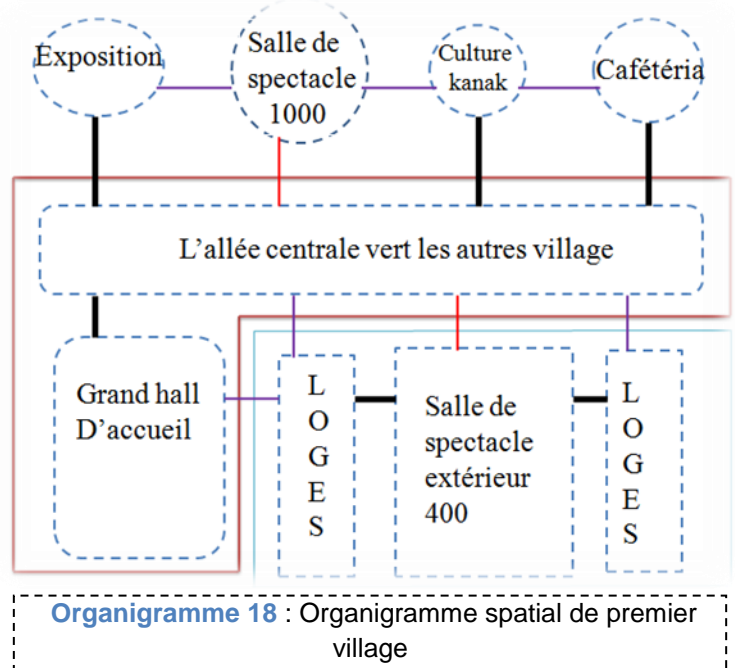 Exposition
Salle de
spectacle
1000
Culture
kanak
Cafétéria
L'allée centrale vert les autres village
Grand hall
D'accueil
L
O
G
E
S
Salle de
spectacle
extérieur
400
L
O
G
E
S
Organigramme 18 : Organigramme spatial de premier
village